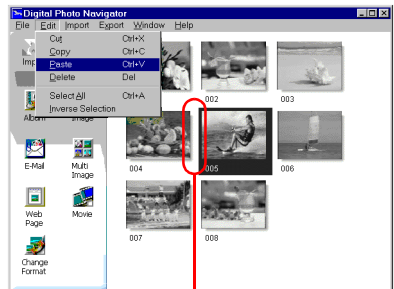 Digital Photo Navigator
File Edit Import Export Window Help
Cut Ctrl+X
Copy Ctrl+C
Paste Ctrl+V
Delete Del
Select All Ctrl+A
Inverse Selection
002 003
Album Image
004 005 006
E-Mail Multi Image
Web Page Movie
007 008
Change Format